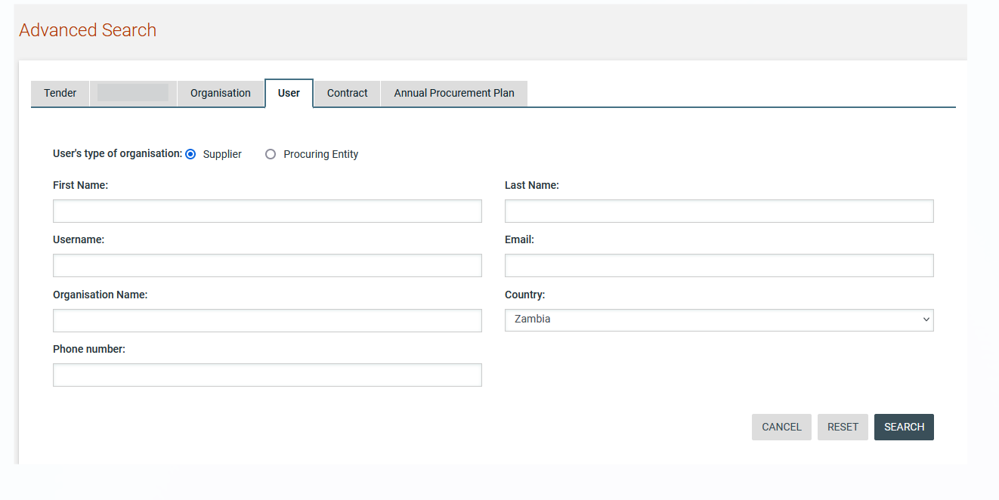 Advanced Search
Tender Organisation User Contract Annual Procurement Plan
User's type of organisation: Supplier Procuring Entity
First Name: Last Name:
Username: Email:
Organisation Name: Country:
Zambia
Phone number:
CANCEL RESET SEARCH